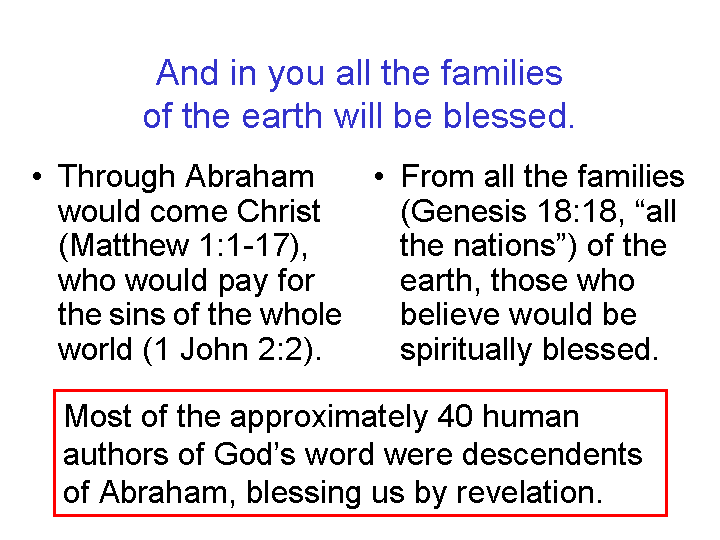 And in you all the families
of the earth will be blessed.
• Through Abraham
would come Christ
(Matthew 1:1-17),
who would pay for
the sins of the whole
world (1 John 2:2).
• From all the families
(Genesis 18:18, “all
the nations”) of the
earth, those who
believe would be
spiritually blessed.
Most of the approximately 40 human
authors of God’s word were descendents
of Abraham, blessing us by revelation.